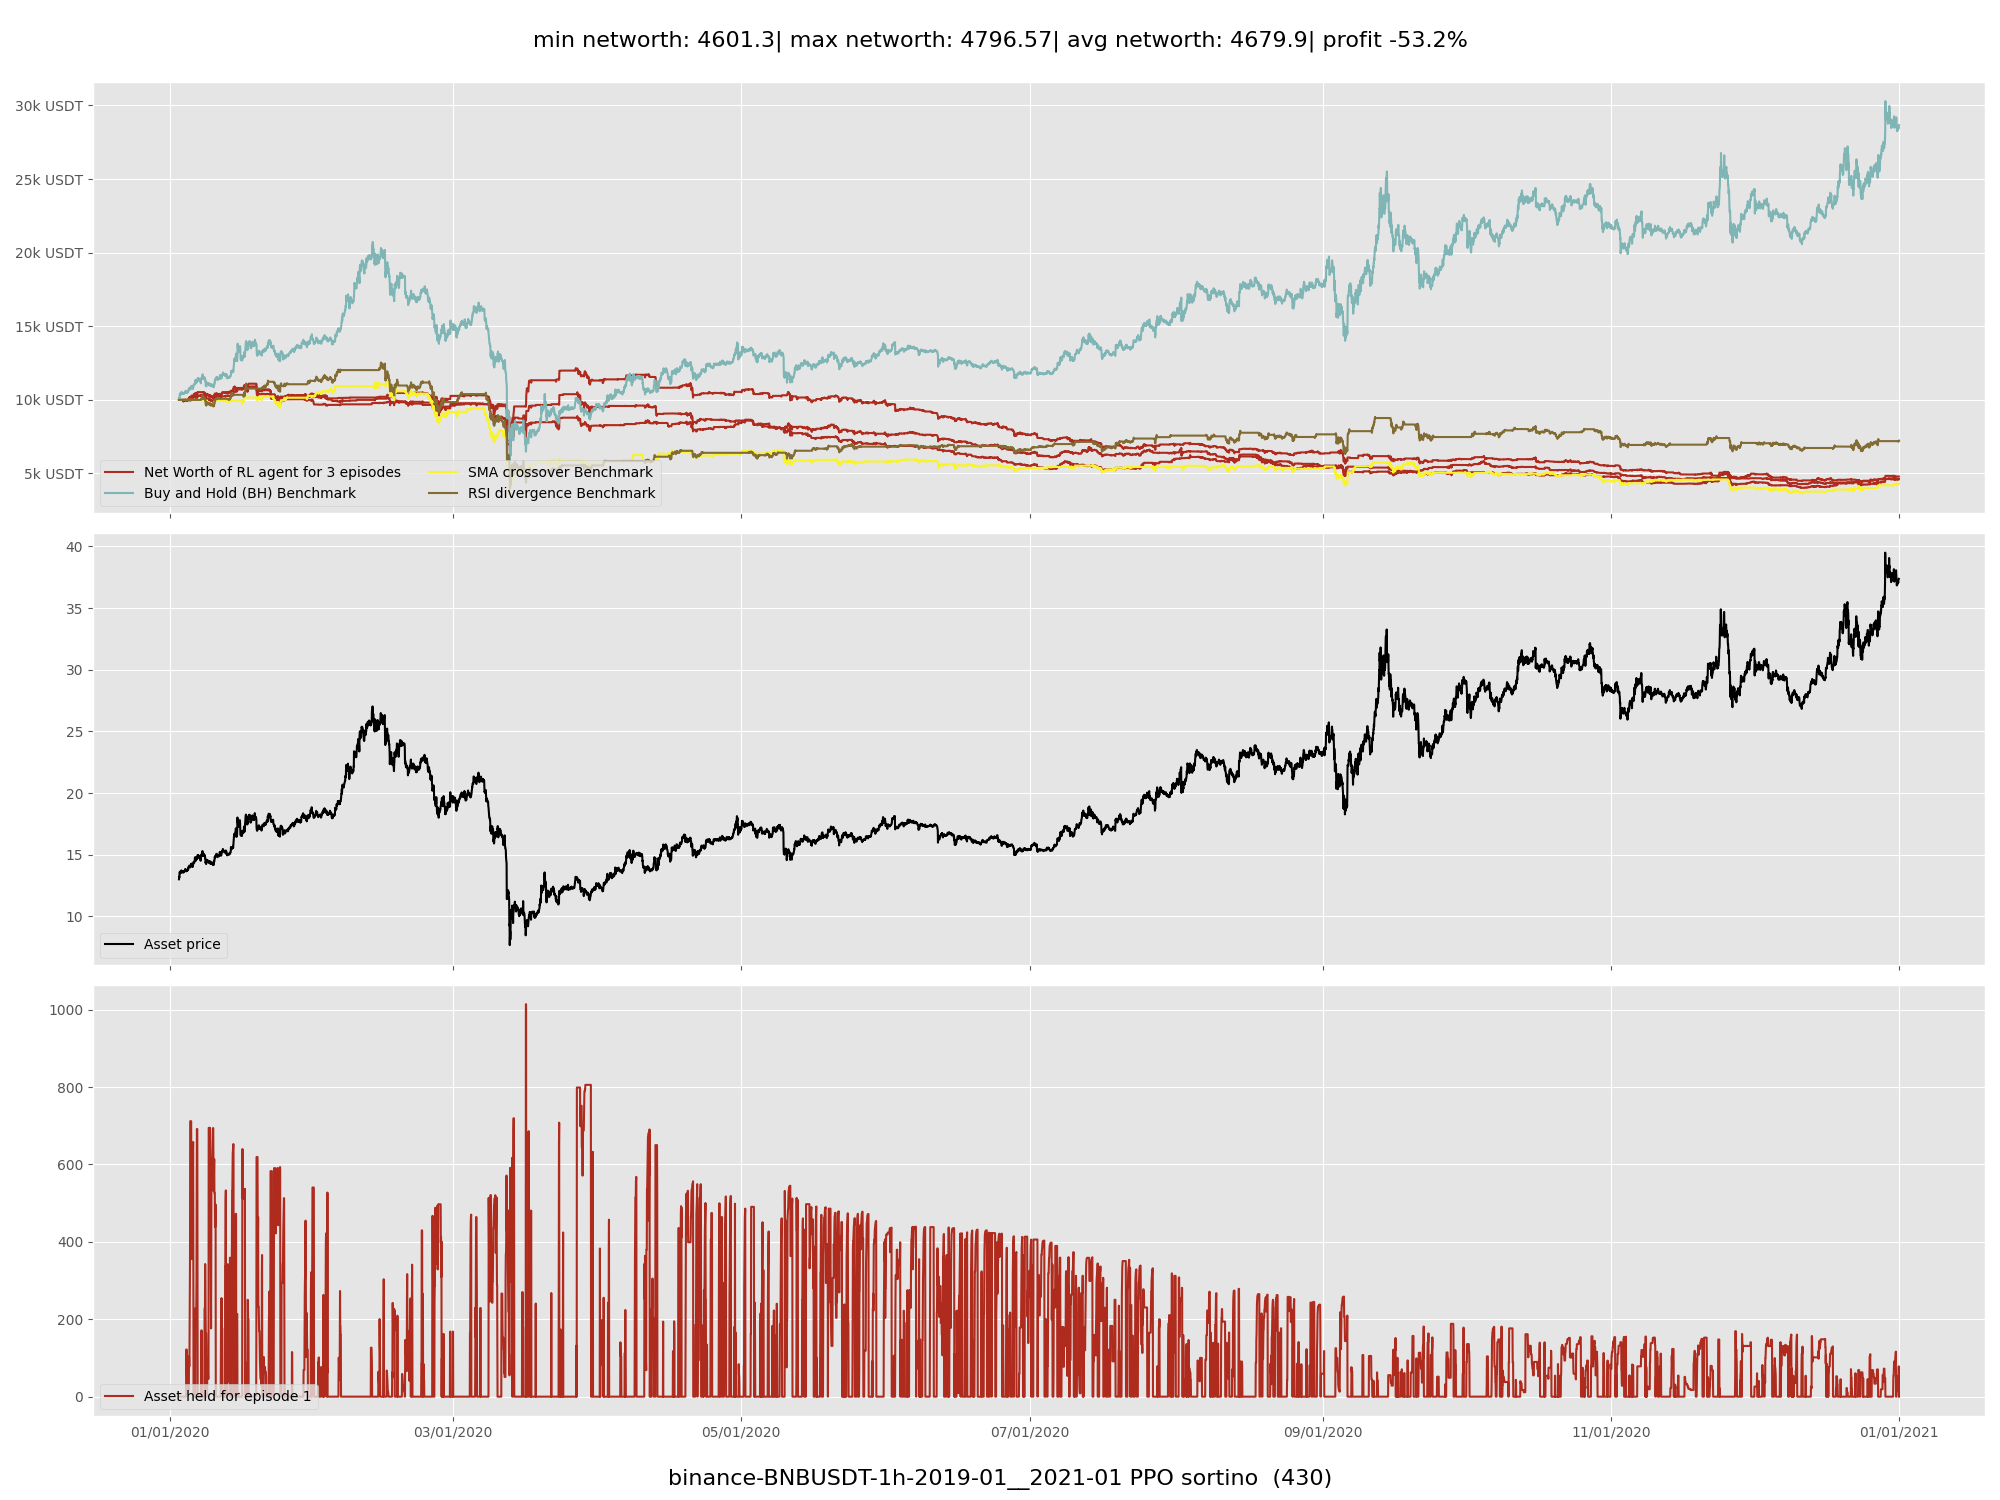 min networth: 4601.3| max networth: 4796.57| avg networth: 4679.9| profit -53.2%
30k USDT
25k USDT
20k USDT
15k USDT
10k USDT
5k USDT
Net Worth of RL agent for 3 episodes
Buy and Hold (BH) Benchmark
SMA crossover Benchmark
RSI divergence Benchmark
40
35
30
25
20
15
10
Asset price
1000
800
600
400
200
0
Asset held for episode 1
01/01/2020 03/01/2020 05/01/2020 07/01/2020 09/01/2020 11/01/2020 01/01/2021
binance-BNBUSDT-1h-2019-01__2021-01 PPO sortino  (430)